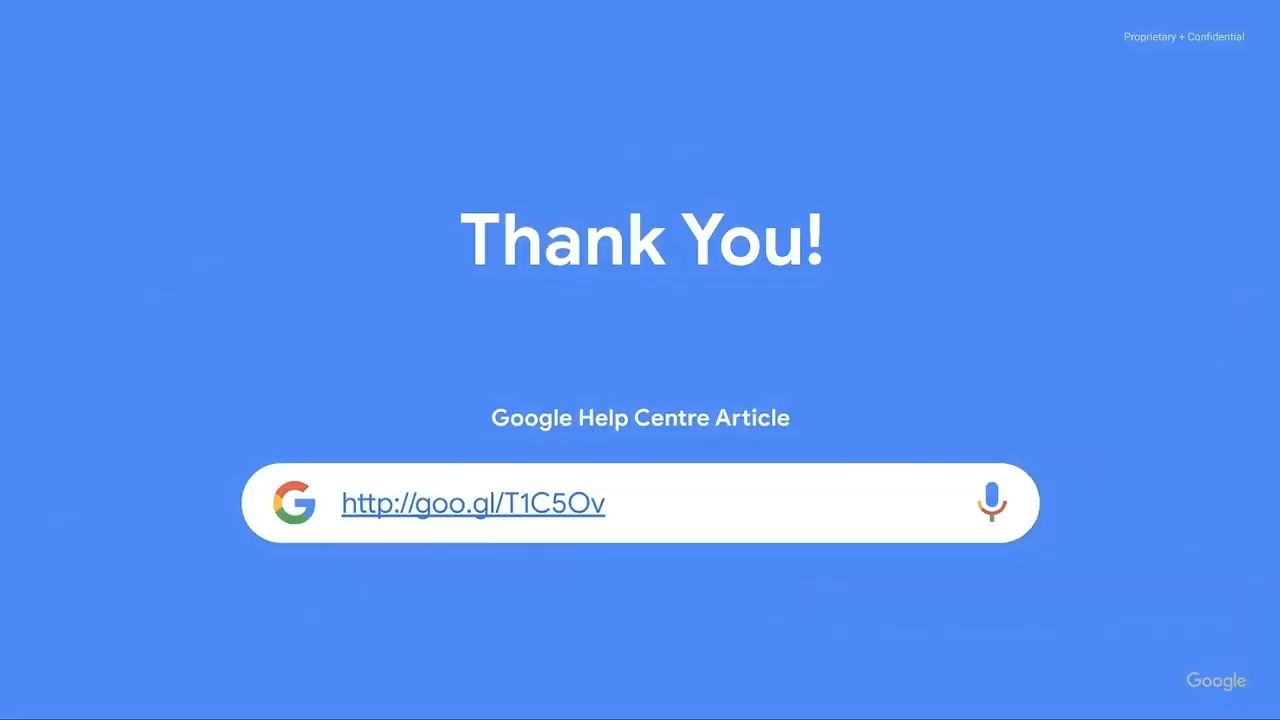 Proprietary + Confidential
Thank You!
Google Help Centre Article
http://goo.gl/T1C5Ov
Google